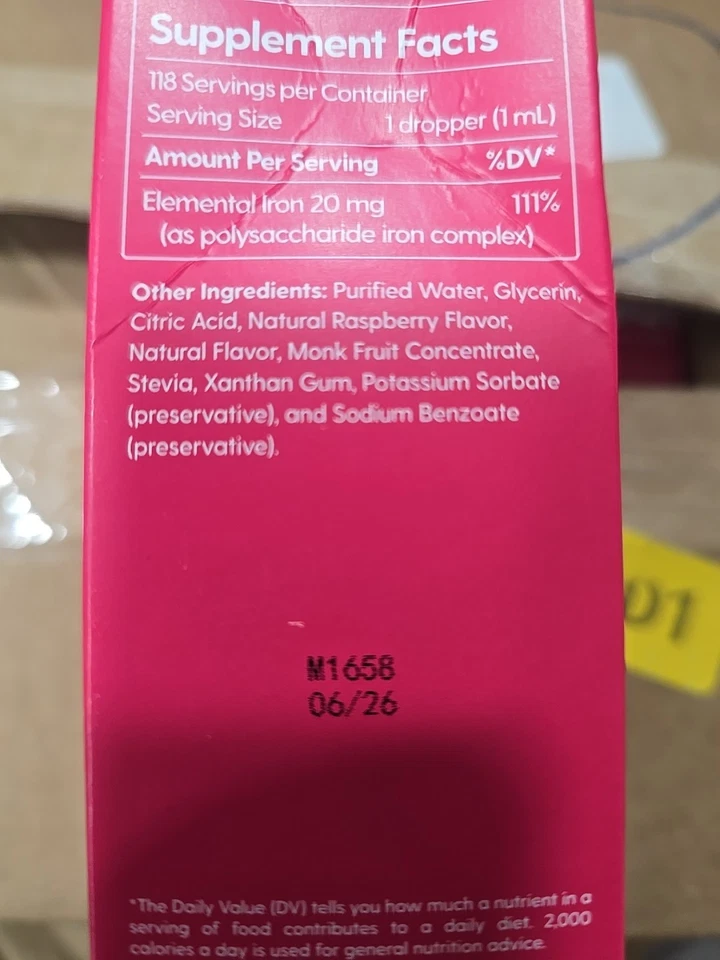 Supplement Facts
118 Servings per Container
Serving Size 1 dropper (1 mL)
Amount Per Serving %DV*
Elemental Iron 20 mg 111%
(as polysaccharide iron complex)
Other Ingredients: Purified Water, Glycerin,
Citric Acid, Natural Raspberry Flavor,
Natural Flavor, Monk Fruit Concentrate,
Stevia, Xanthan Gum, Potassium Sorbate
(preservative), and Sodium Benzoate
(preservative).
D1
M1658
06/26
*The Daily Value (DV) tells you how much a nutrient in a
serving of food contributes to a daily diet. 2,000
calories a day is used for general nutrition advice.